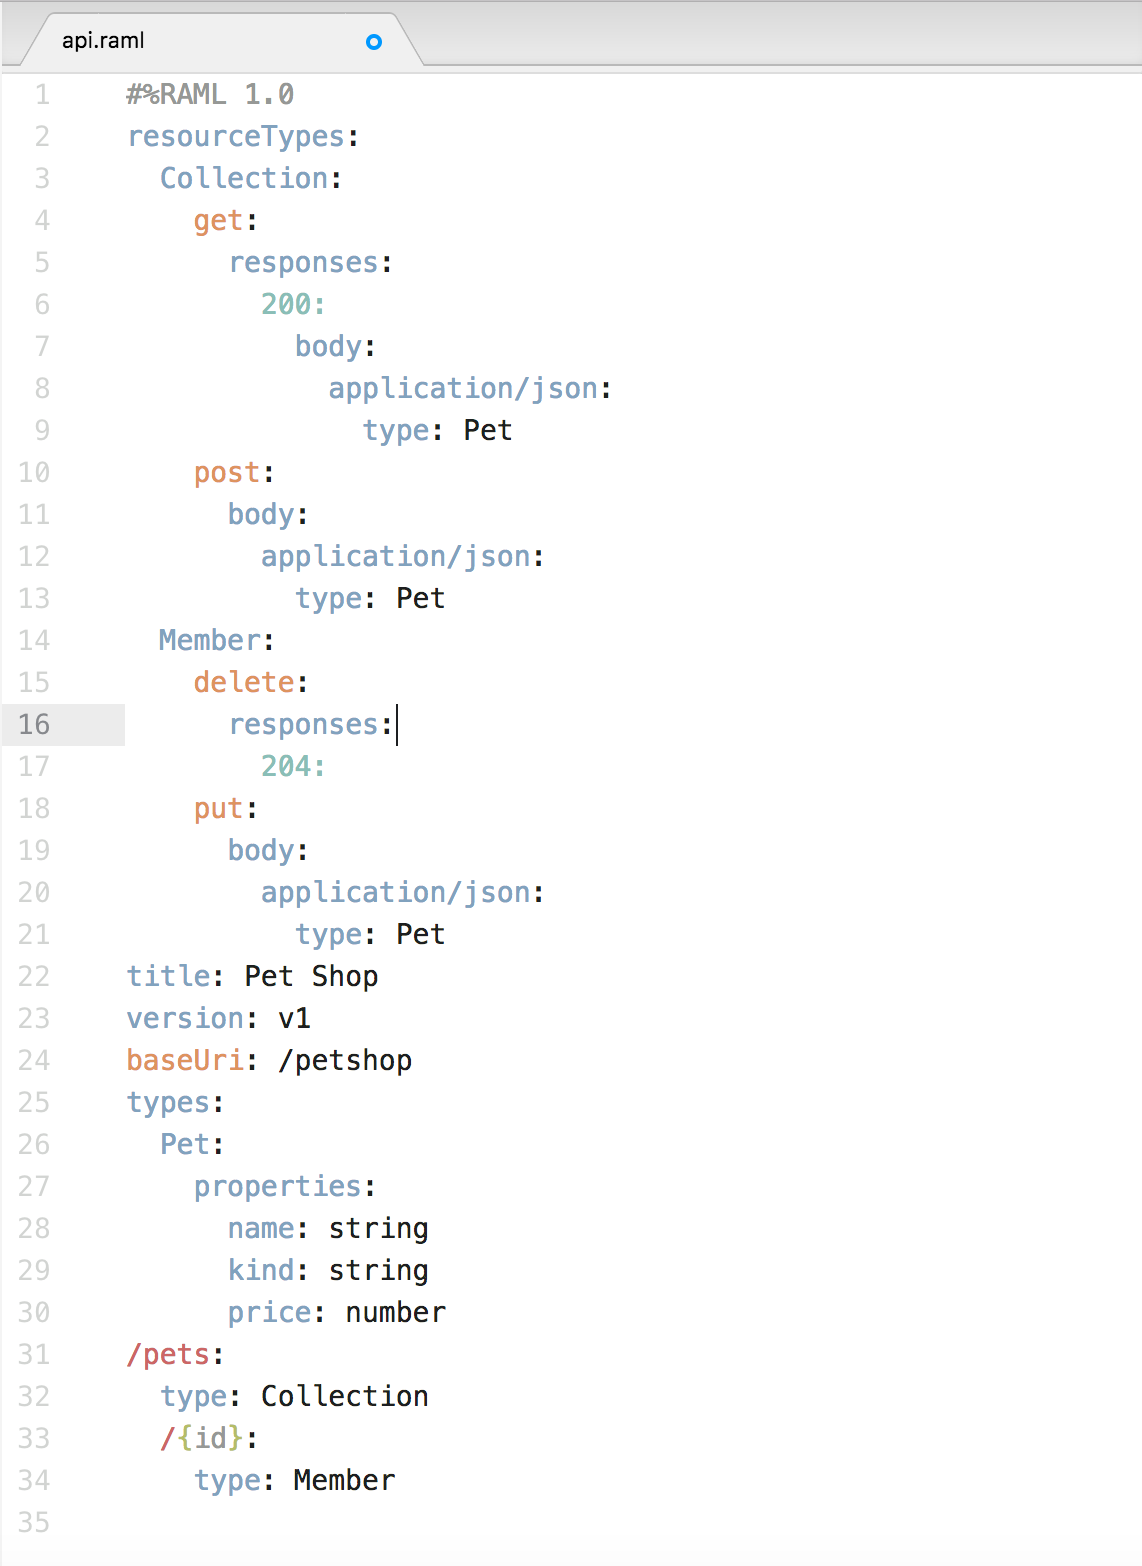 api.raml
1 #%RAML 1.0
2 resourceTypes:
3   Collection:
4     get:
5       responses:
6         200:
7           body:
8             application/json:
9               type: Pet
10     post:
11       body:
12         application/json:
13           type: Pet
14   Member:
15     delete:
16       responses:
17         204:
18     put:
19       body:
20         application/json:
21           type: Pet
22 title: Pet Shop
23 version: v1
24 baseUri: /petshop
25 types:
26   Pet:
27     properties:
28       name: string
29       kind: string
30       price: number
31 /pets:
32   type: Collection
33   /{id}:
34     type: Member
35